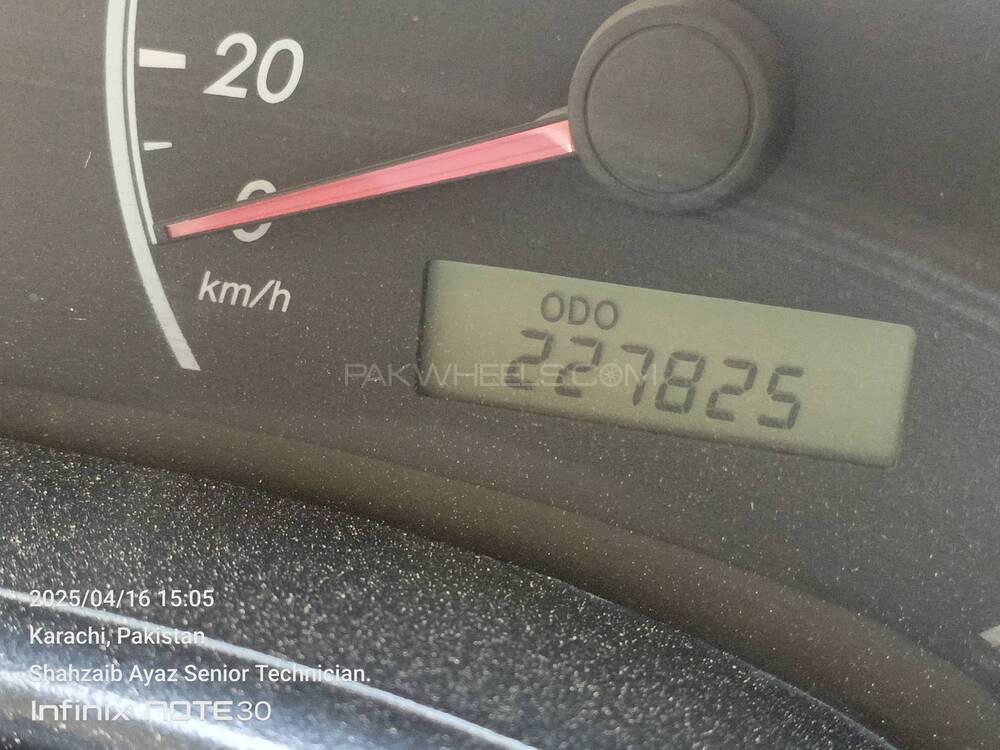 20
0
km/h
ODO
227825
PAKWHEELS.COM
2025/04/16 15:05
Karachi, Pakistan
Shahzaib Ayaz Senior Technician.
Infinix NOTE 30